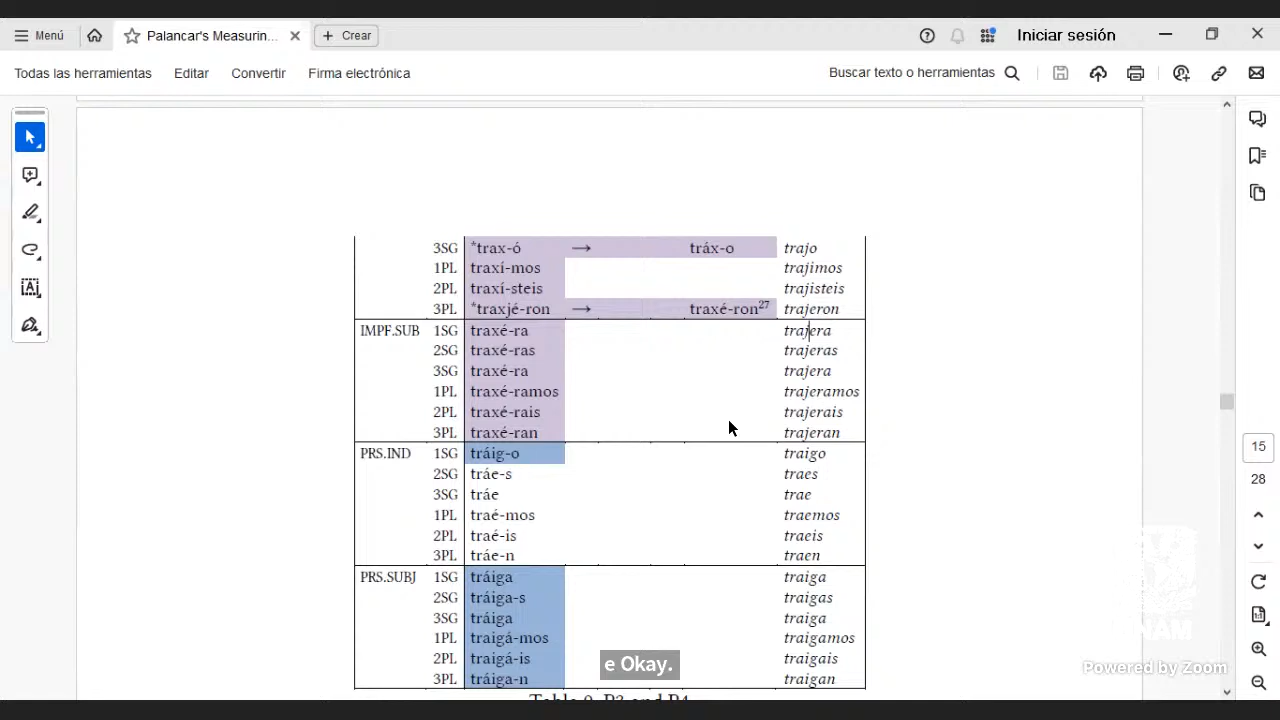 Menú
Palancar's Measurin...
Crear
Iniciar sesión
Todas las herramientas Editar Convertir Firma electrónica
Buscar texto o herramientas
3SG *trax-ó → tráx-o trajo
1PL traxí-mos trajimos
2PL traxí-steis trajisteis
3PL *traxjé-ron → traxé-ron27 trajeron
IMPF.SUB 1SG traxé-ra trajera
2SG traxé-ras trajeras
3SG traxé-ra trajera
1PL traxé-ramos trajeramos
2PL traxé-rais trajerais
3PL traxé-ran trajeran
PRS.IND 1SG tráig-o traigo
2SG tráe-s traes
3SG tráe trae
1PL traé-mos traemos
2PL traé-is traeis
3PL tráe-n traen
PRS.SUBJ 1SG tráiga traiga
2SG tráiga-s traigas
3SG tráiga traiga
1PL traigá-mos traigamos
2PL traigá-is traigais
3PL tráiga-n traigan
15
28
e Okay.
UNAM
Powered by Zoom